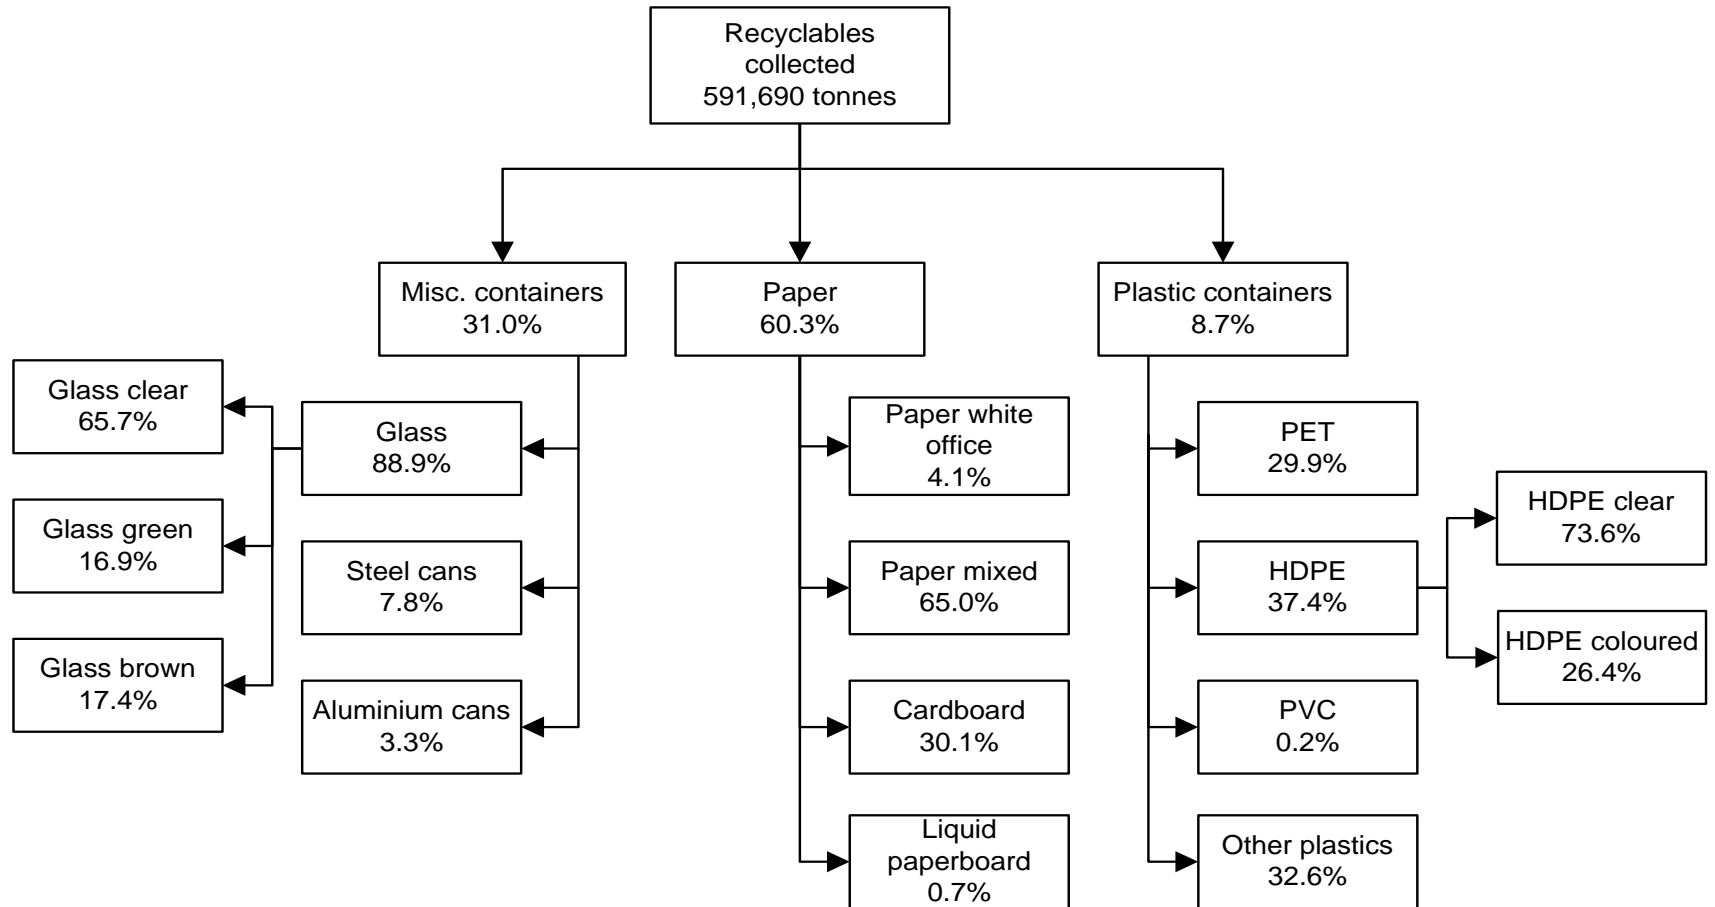 Recyclables
collected
591,690 tonnes
Misc. containers
31.0%
Paper
60.3%
Plastic containers
8.7%
Glass clear
65.7%
Glass green
16.9%
Glass brown
17.4%
Glass
88.9%
Steel cans
7.8%
Aluminium cans
3.3%
Paper white
office
4.1%
Paper mixed
65.0%
Cardboard
30.1%
Liquid
paperboard
0.7%
PET
29.9%
HDPE
37.4%
PVC
0.2%
Other plastics
32.6%
HDPE clear
73.6%
HDPE coloured
26.4%